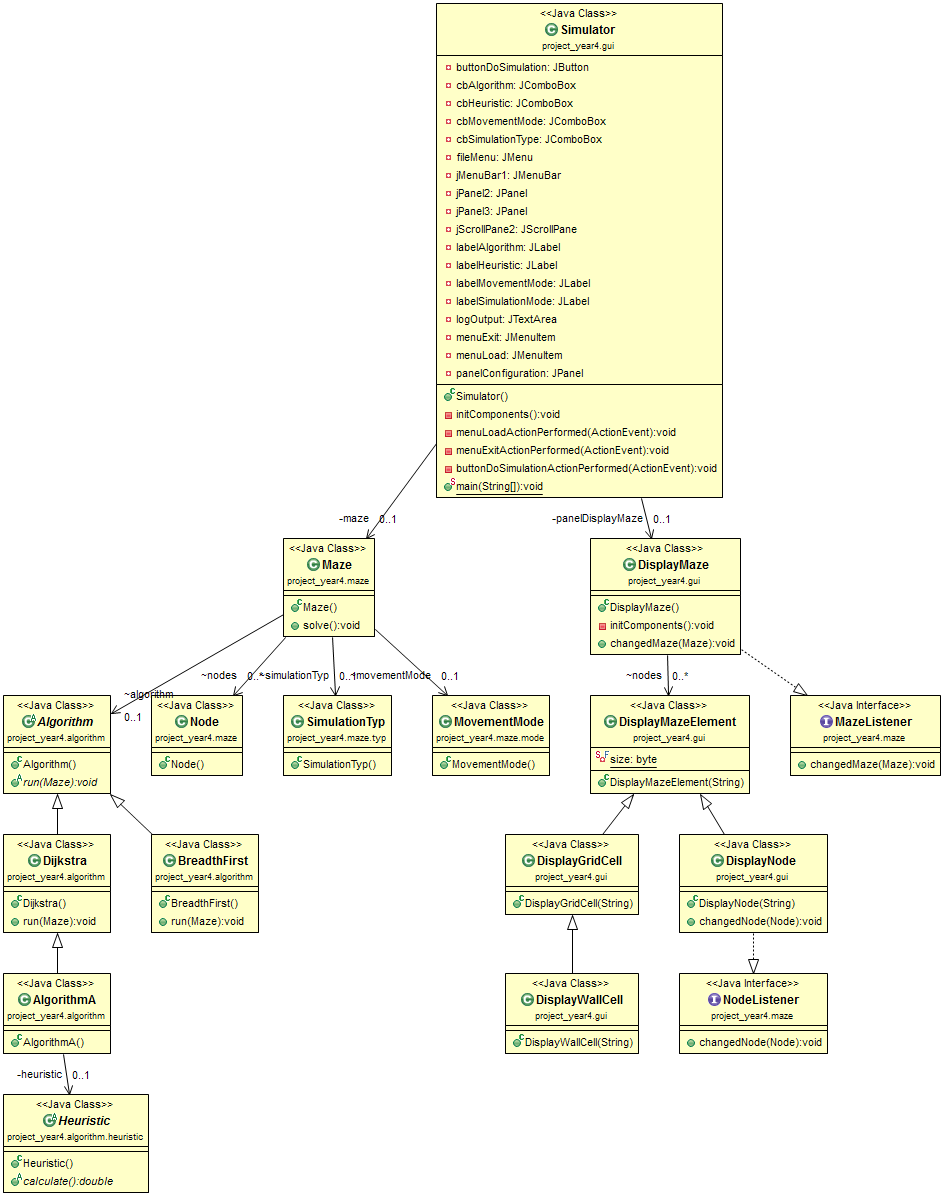 <<Java Class>>
Simulator
project_year4.gui
buttonDoSimulation: JButton
cbAlgorithm: JComboBox
cbHeuristic: JComboBox
cbMovementMode: JComboBox
cbSimulationType: JComboBox
fileMenu: JMenu
jMenuBar1: JMenuBar
jPanel2: JPanel
jPanel3: JPanel
jScrollPane2: JScrollPane
labelAlgorithm: JLabel
labelHeuristic: JLabel
labelMovementMode: JLabel
labelSimulationMode: JLabel
logOutput: JTextArea
menuExit: JMenuItem
menuLoad: JMenuItem
panelConfiguration: JPanel
Simulator()
initComponents():void
menuLoadActionPerformed(ActionEvent):void
menuExitActionPerformed(ActionEvent):void
buttonDoSimulationActionPerformed(ActionEvent):void
main(String[]):void
-maze 0..1
-panelDisplayMaze 0..1
<<Java Class>>
Maze
project_year4.maze
Maze()
solve():void
<<Java Class>>
DisplayMaze
project_year4.gui
DisplayMaze()
initComponents():void
changedMaze(Maze):void
~algorithm
0..1
~nodes 0..*
~simulationTyp 0..1
~movementMode 0..1
~nodes 0..*
<<Java Class>>
Algorithm
project_year4.algorithm
Algorithm()
run(Maze):void
<<Java Class>>
Node
project_year4.maze
Node()
<<Java Class>>
SimulationTyp
project_year4.maze.typ
SimulationTyp()
<<Java Class>>
MovementMode
project_year4.maze.mode
MovementMode()
<<Java Class>>
DisplayMazeElement
project_year4.gui
size: byte
DisplayMazeElement(String)
<<Java Interface>>
MazeListener
project_year4.maze
changedMaze(Maze):void
<<Java Class>>
Dijkstra
project_year4.algorithm
Dijkstra()
run(Maze):void
<<Java Class>>
BreadthFirst
project_year4.algorithm
BreadthFirst()
run(Maze):void
<<Java Class>>
DisplayGridCell
project_year4.gui
DisplayGridCell(String)
<<Java Class>>
DisplayNode
project_year4.gui
DisplayNode(String)
changedNode(Node):void
<<Java Class>>
AlgorithmA
project_year4.algorithm
AlgorithmA()
<<Java Class>>
DisplayWallCell
project_year4.gui
DisplayWallCell(String)
<<Java Interface>>
NodeListener
project_year4.maze
changedNode(Node):void
-heuristic 0..1
<<Java Class>>
Heuristic
project_year4.algorithm.heuristic
Heuristic()
calculate():double